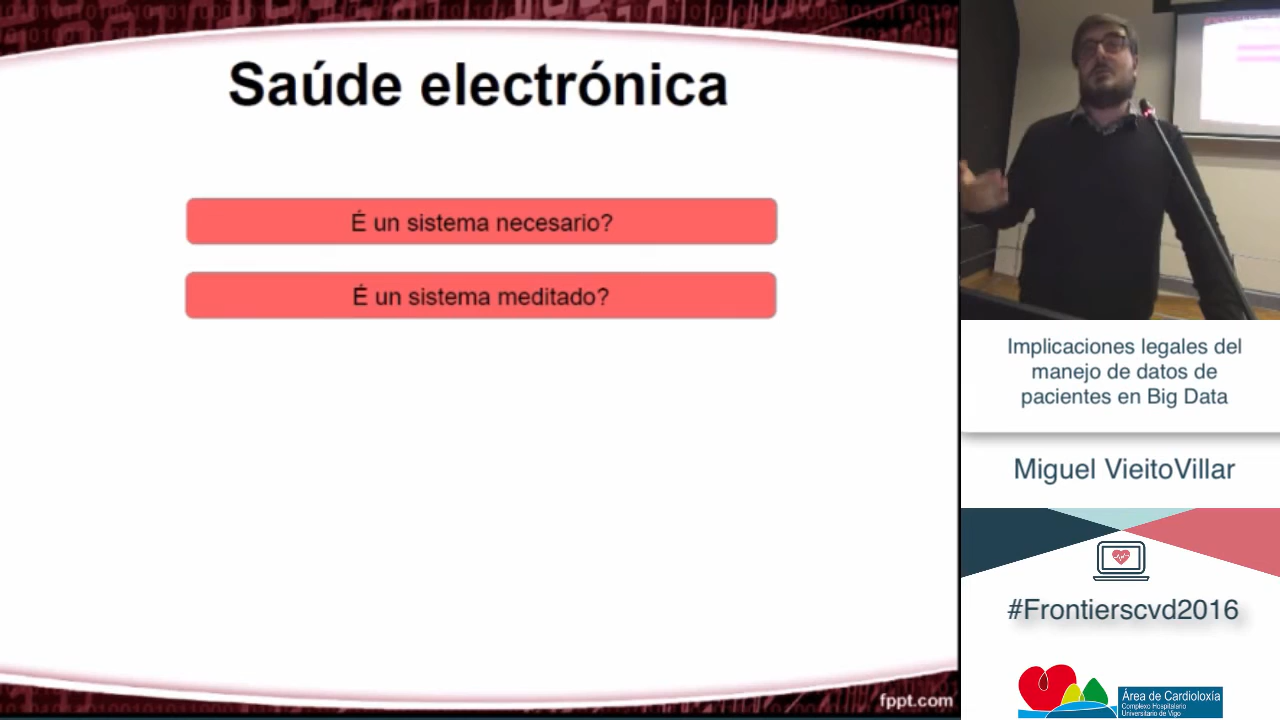 Saúde electrónica
É un sistema necesario?
É un sistema meditado?
fppt.com
Implicaciones legales del
manejo de datos de
pacientes en Big Data
Miguel VieitoVillar
#Frontierscvd2016
Área de Cardioloxía
Complexo Hospitalario
Universitario de Vigo